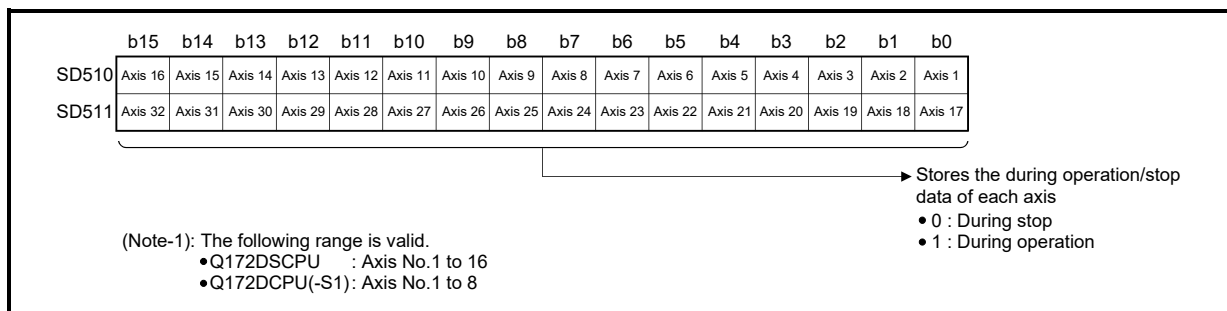 b15 b14 b13 b12 b11 b10 b9 b8 b7 b6 b5 b4 b3 b2 b1 b0
SD510 Axis 16 Axis 15 Axis 14 Axis 13 Axis 12 Axis 11 Axis 10 Axis 9 Axis 8 Axis 7 Axis 6 Axis 5 Axis 4 Axis 3 Axis 2 Axis 1
SD511 Axis 32 Axis 31 Axis 30 Axis 29 Axis 28 Axis 27 Axis 26 Axis 25 Axis 24 Axis 23 Axis 22 Axis 21 Axis 20 Axis 19 Axis 18 Axis 17
Stores the during operation/stop
data of each axis
• 0 : During stop
• 1 : During operation
(Note-1): The following range is valid.
•Q172DSCPU : Axis No.1 to 16
•Q172DCPU(-S1): Axis No.1 to 8